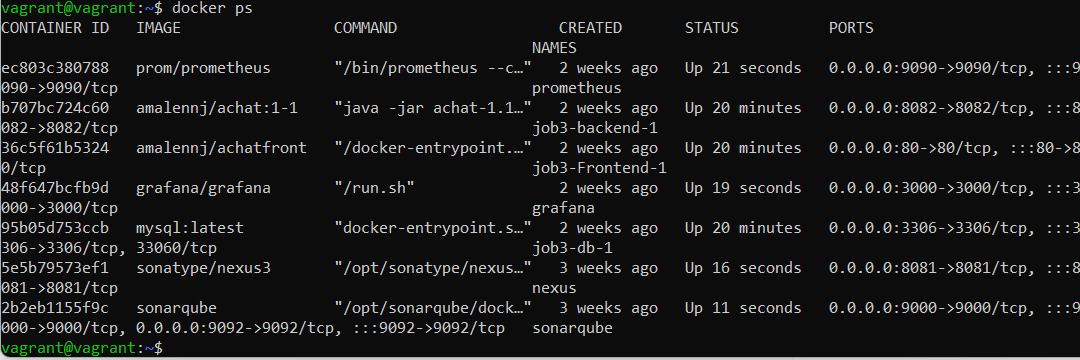 vagrant@vagrant:~$ docker ps
CONTAINER ID   IMAGE                 COMMAND                  CREATED       STATUS          PORTS
                                                           NAMES
ec803c380788   prom/prometheus       "/bin/prometheus --c…"   2 weeks ago   Up 21 seconds   0.0.0.0:9090->9090/tcp, :::9
090->9090/tcp                                              prometheus
b707bc724c60   amalennj/achat:1-1    "java -jar achat-1.1…"   2 weeks ago   Up 20 minutes   0.0.0.0:8082->8082/tcp, :::8
082->8082/tcp                                              job3-backend-1
36c5f61b5324   amalennj/achatfront   "/docker-entrypoint.…"   2 weeks ago   Up 20 minutes   0.0.0.0:80->80/tcp, :::80->8
0/tcp                                                      job3-Frontend-1
48f647bcfb9d   grafana/grafana       "/run.sh"                2 weeks ago   Up 19 seconds   0.0.0.0:3000->3000/tcp, :::3
000->3000/tcp                                              grafana
95b05d753ccb   mysql:latest          "docker-entrypoint.s…"   2 weeks ago   Up 20 minutes   0.0.0.0:3306->3306/tcp, :::3
306->3306/tcp, 33060/tcp                                   job3-db-1
5e5b79573ef1   sonatype/nexus3       "/opt/sonatype/nexus…"   3 weeks ago   Up 16 seconds   0.0.0.0:8081->8081/tcp, :::8
081->8081/tcp                                              nexus
2b2eb1155f9c   sonarqube             "/opt/sonarqube/dock…"   3 weeks ago   Up 11 seconds   0.0.0.0:9000->9000/tcp, :::9
000->9000/tcp, 0.0.0.0:9092->9092/tcp, :::9092->9092/tcp   sonarqube
vagrant@vagrant:~$